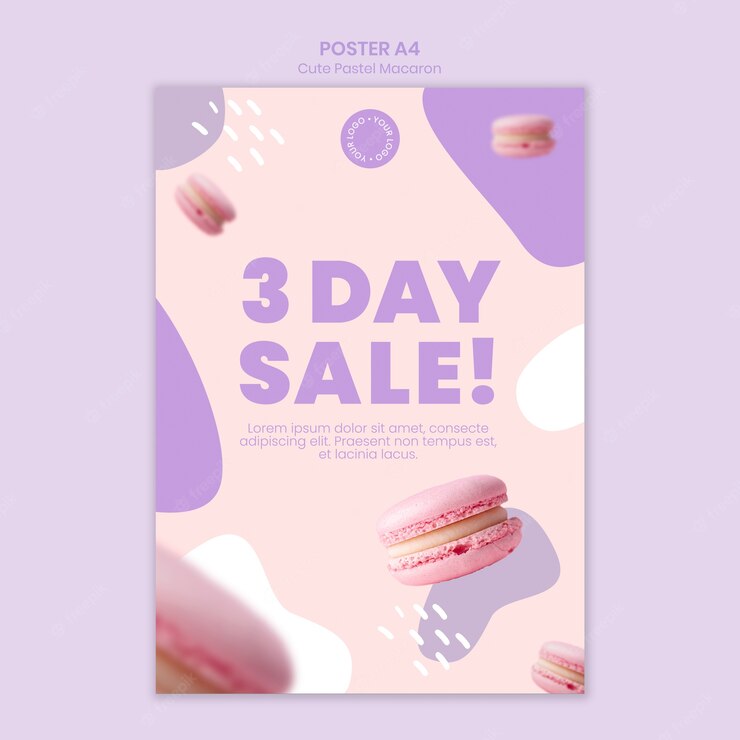 POSTER A4
Cute Pastel Macaron
YOUR LOGO • YOUR LOGO •
3 DAY
SALE!
Lorem ipsum dolor sit amet, consecte
adipiscing elit. Praesent non tempus est,
et lacinia lacus.